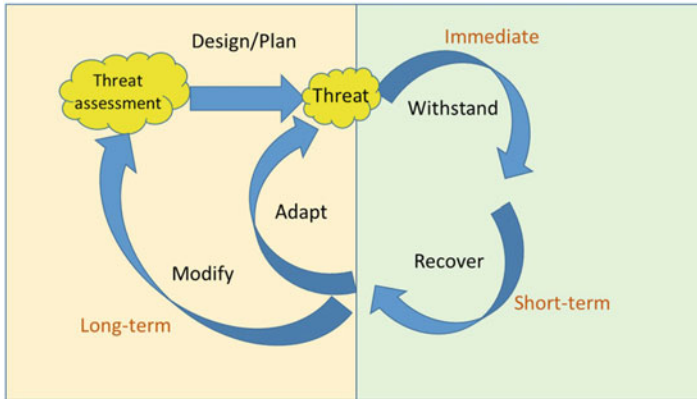 Design/Plan
Immediate
Threat
assessment
Threat
Withstand
Adapt
Recover
Modify
Long-term
Short-term